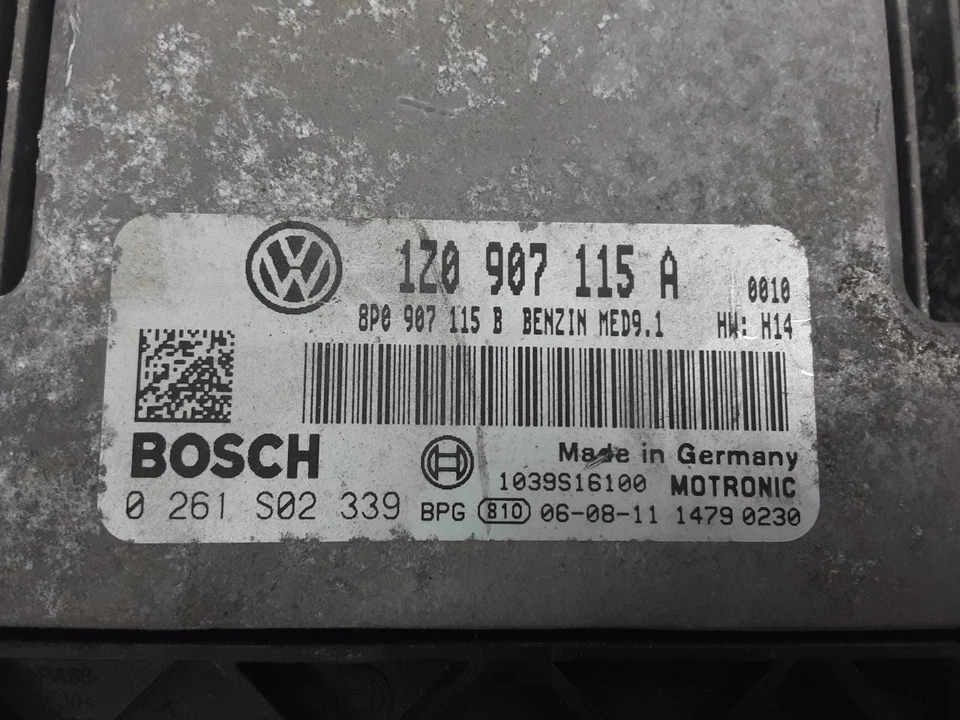 1Z0 907 115 A 0010
8P0 907 115 B BENZIN MED9.1 HW: H14
BOSCH
Made in Germany
1039S16100 MOTRONIC
0 261 S02 339 BPG 810 06-08-11 1479 0230